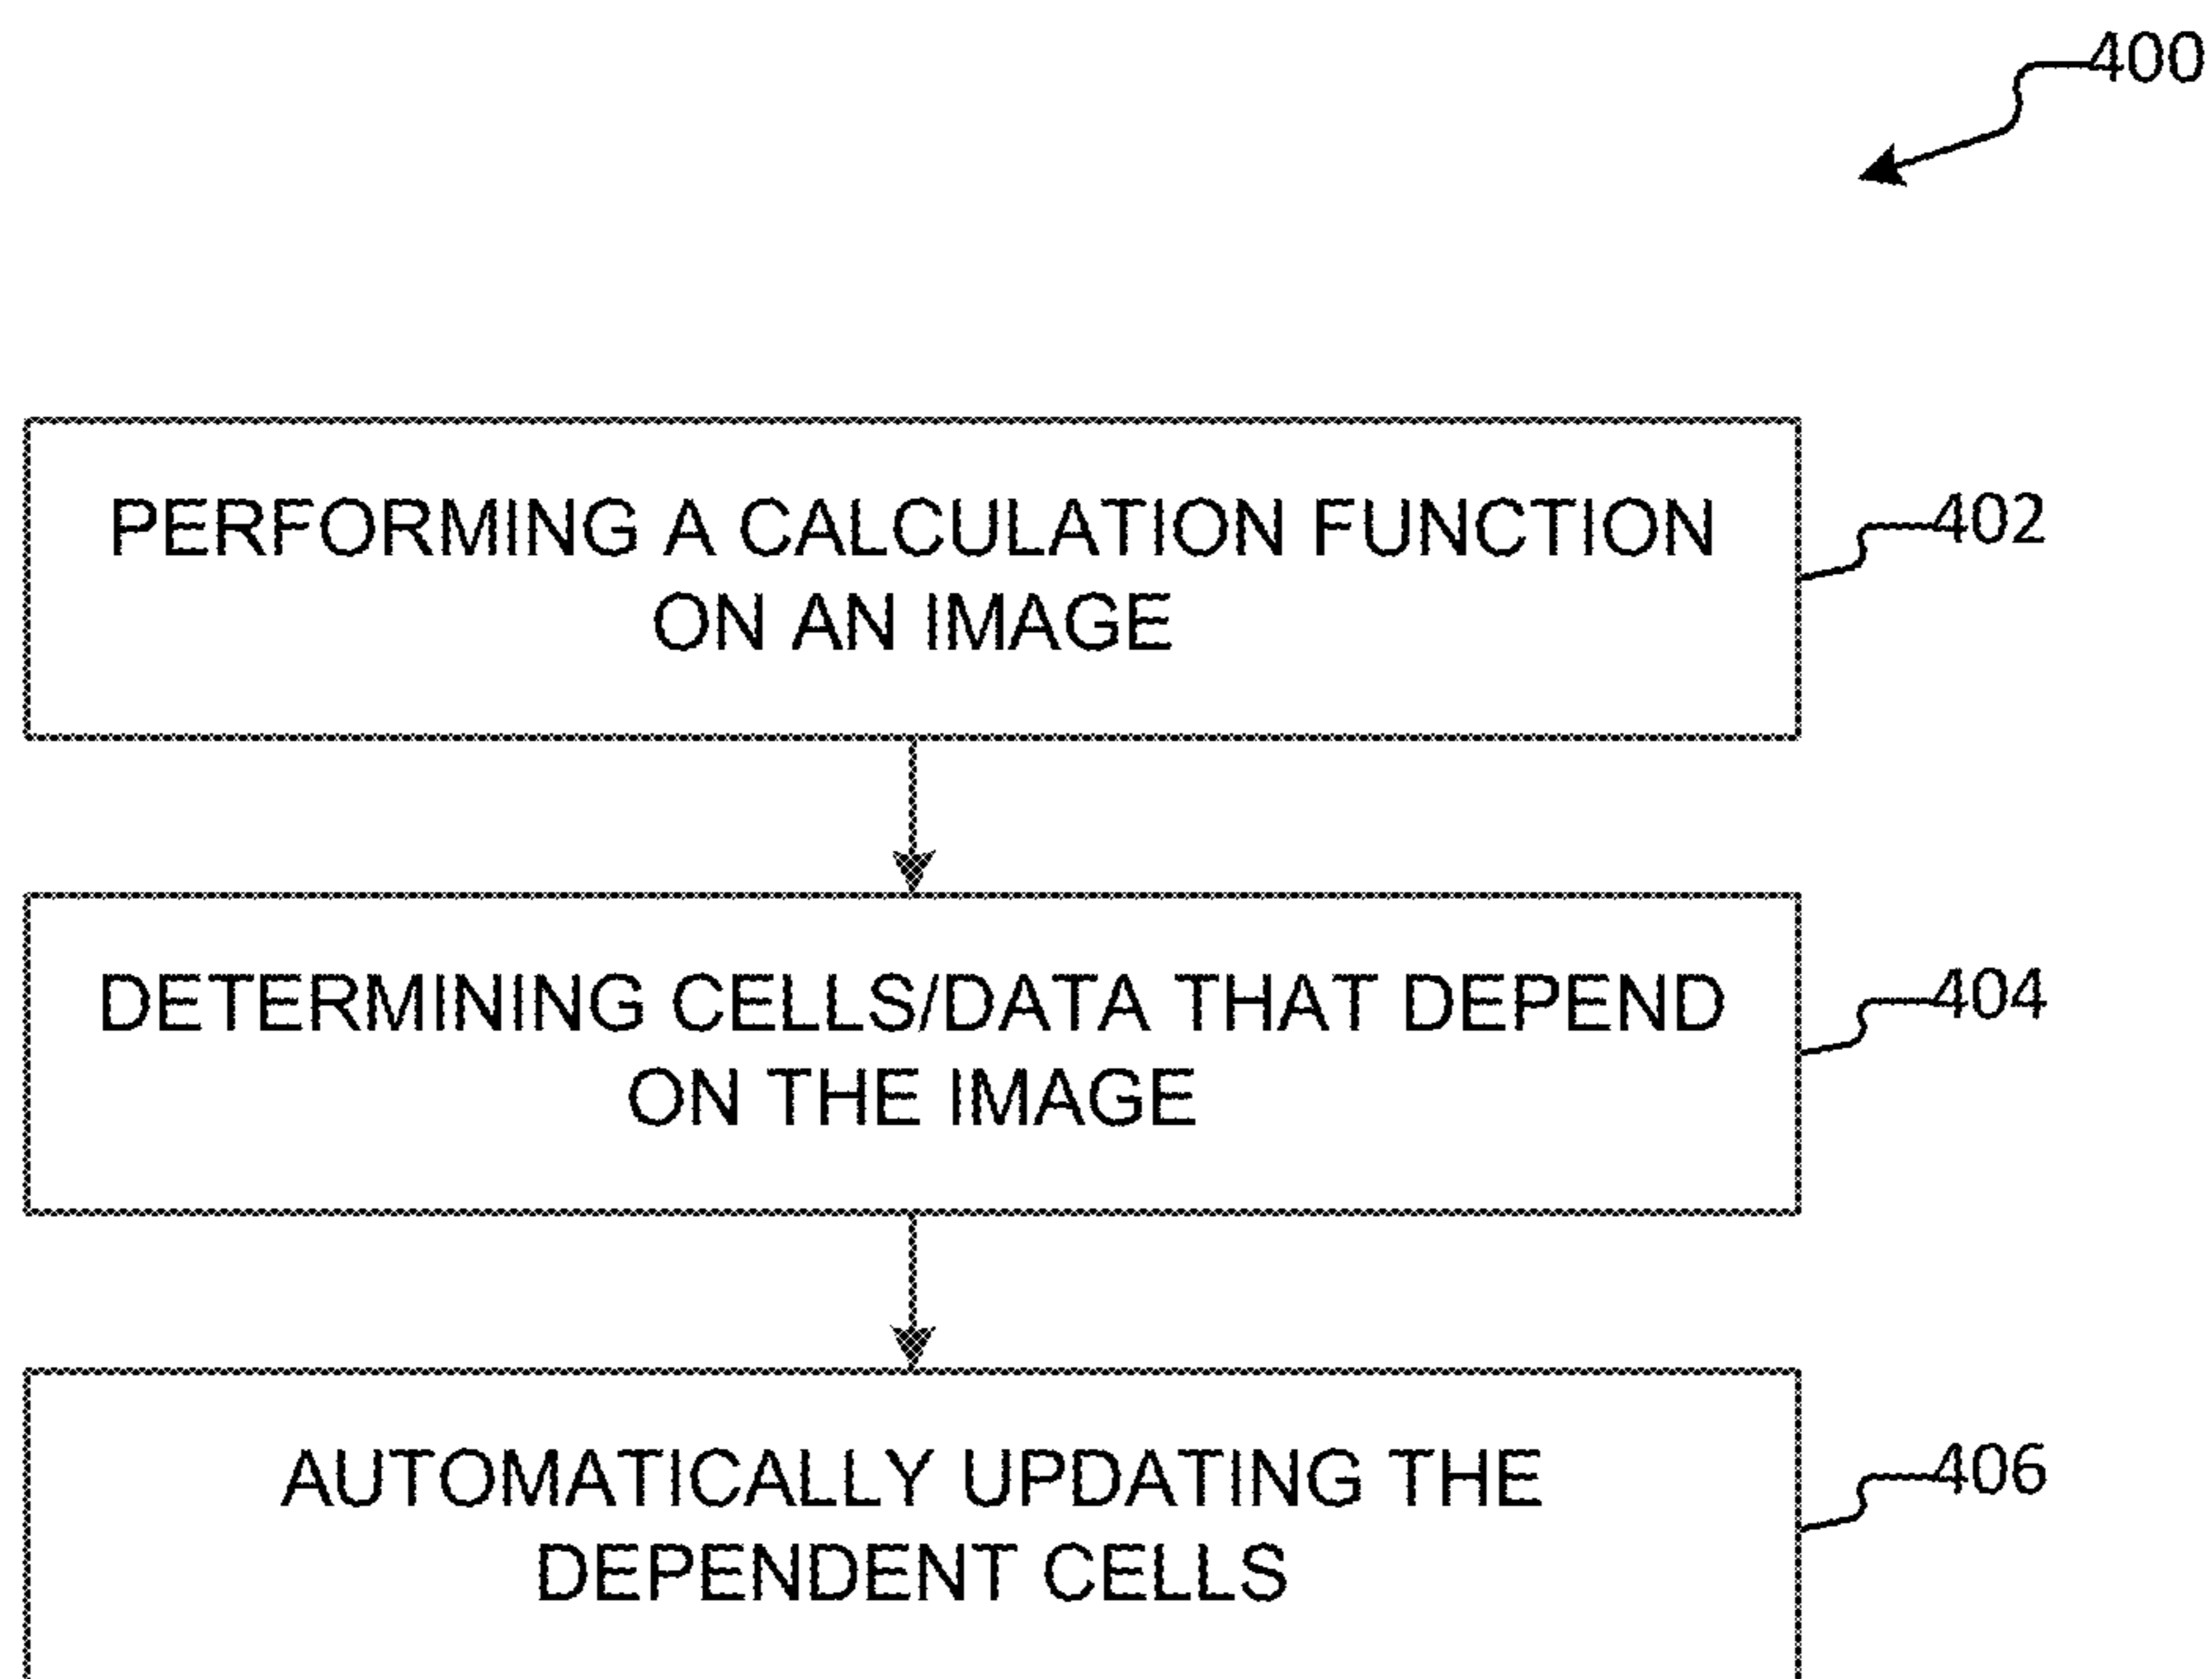 400
PERFORMING A CALCULATION FUNCTION
ON AN IMAGE
402
DETERMINING CELLS/DATA THAT DEPEND
ON THE IMAGE
404
AUTOMATICALLY UPDATING THE
DEPENDENT CELLS
406